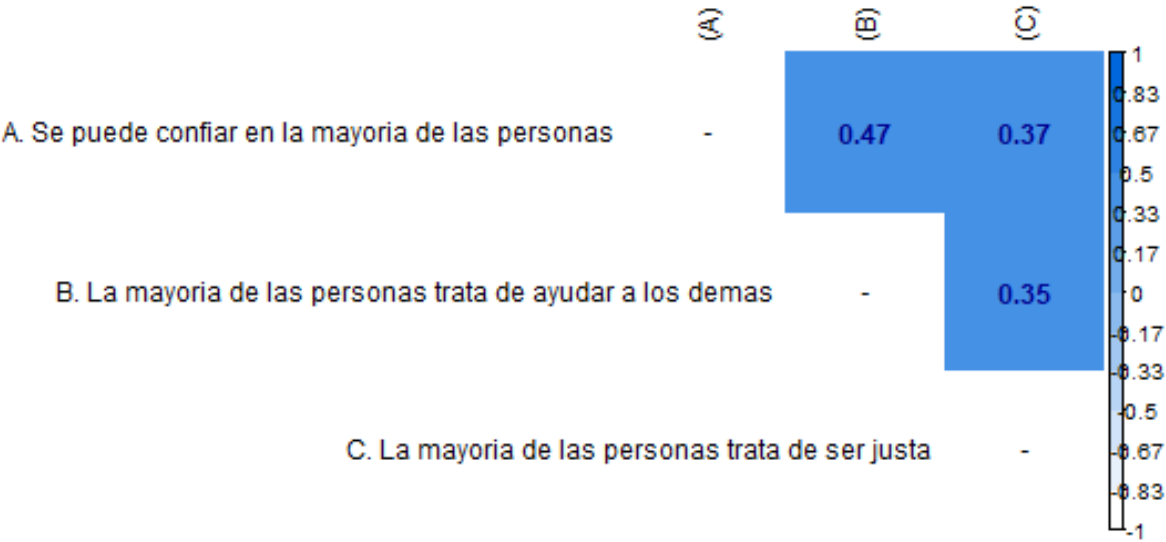 (A) (B) (C)
1
0.83
A. Se puede confiar en la mayoria de las personas - 0.47 0.37 0.67
0.5
0.33
0.17
B. La mayoria de las personas trata de ayudar a los demas - 0.35 0
-0.17
-0.33
-0.5
C. La mayoria de las personas trata de ser justa - -0.67
-0.83
-1